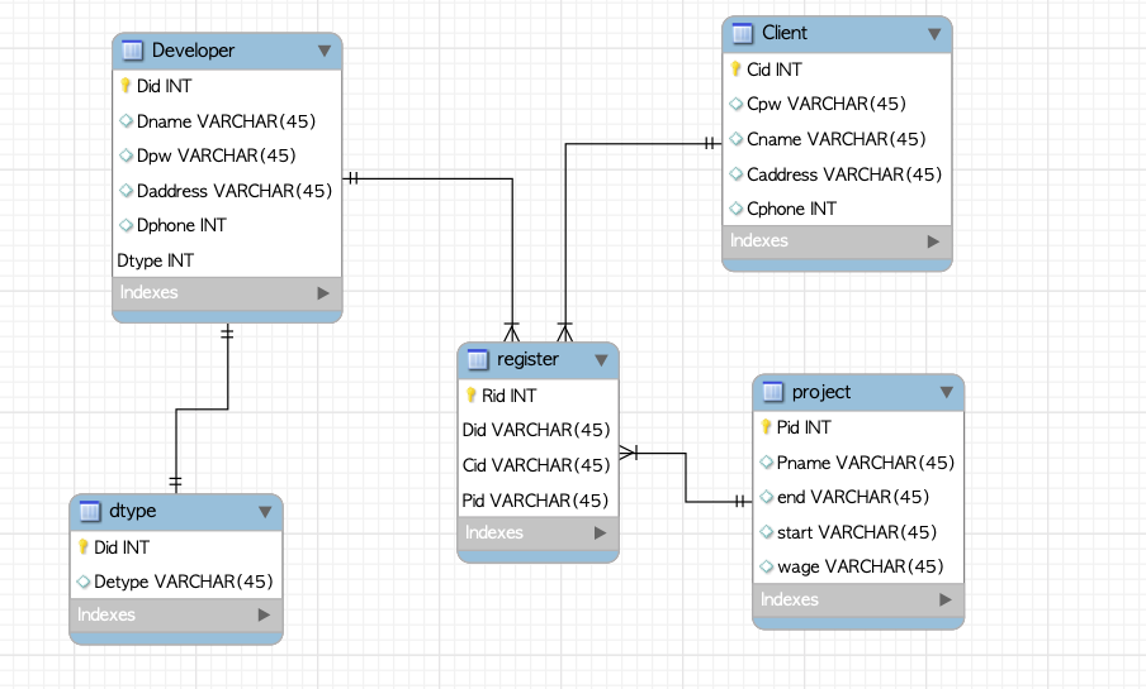 Developer
Did INT
Dname VARCHAR(45)
Dpw VARCHAR(45)
Daddress VARCHAR(45)
Dphone INT
Dtype INT
Indexes
Client
Cid INT
Cpw VARCHAR(45)
Cname VARCHAR(45)
Caddress VARCHAR(45)
Cphone INT
Indexes
register
Rid INT
Did VARCHAR(45)
Cid VARCHAR(45)
Pid VARCHAR(45)
Indexes
project
Pid INT
Pname VARCHAR(45)
end VARCHAR(45)
start VARCHAR(45)
wage VARCHAR(45)
Indexes
dtype
Did INT
Detype VARCHAR(45)
Indexes